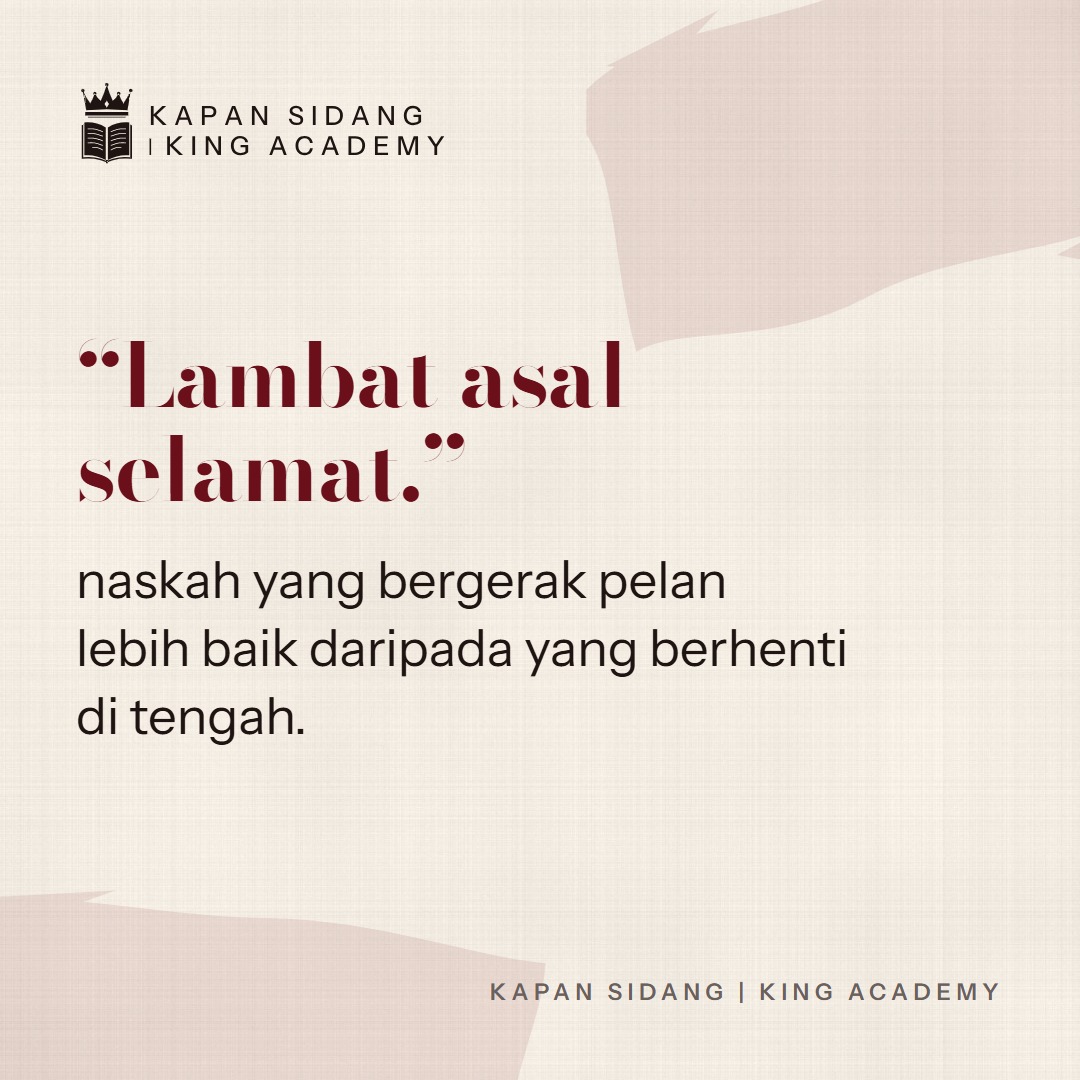 KAPAN SIDANG
| KING ACADEMY
“Lambat asal
selamat.”
naskah yang bergerak pelan
lebih baik daripada yang berhenti
di tengah.
KAPAN SIDANG | KING ACADEMY